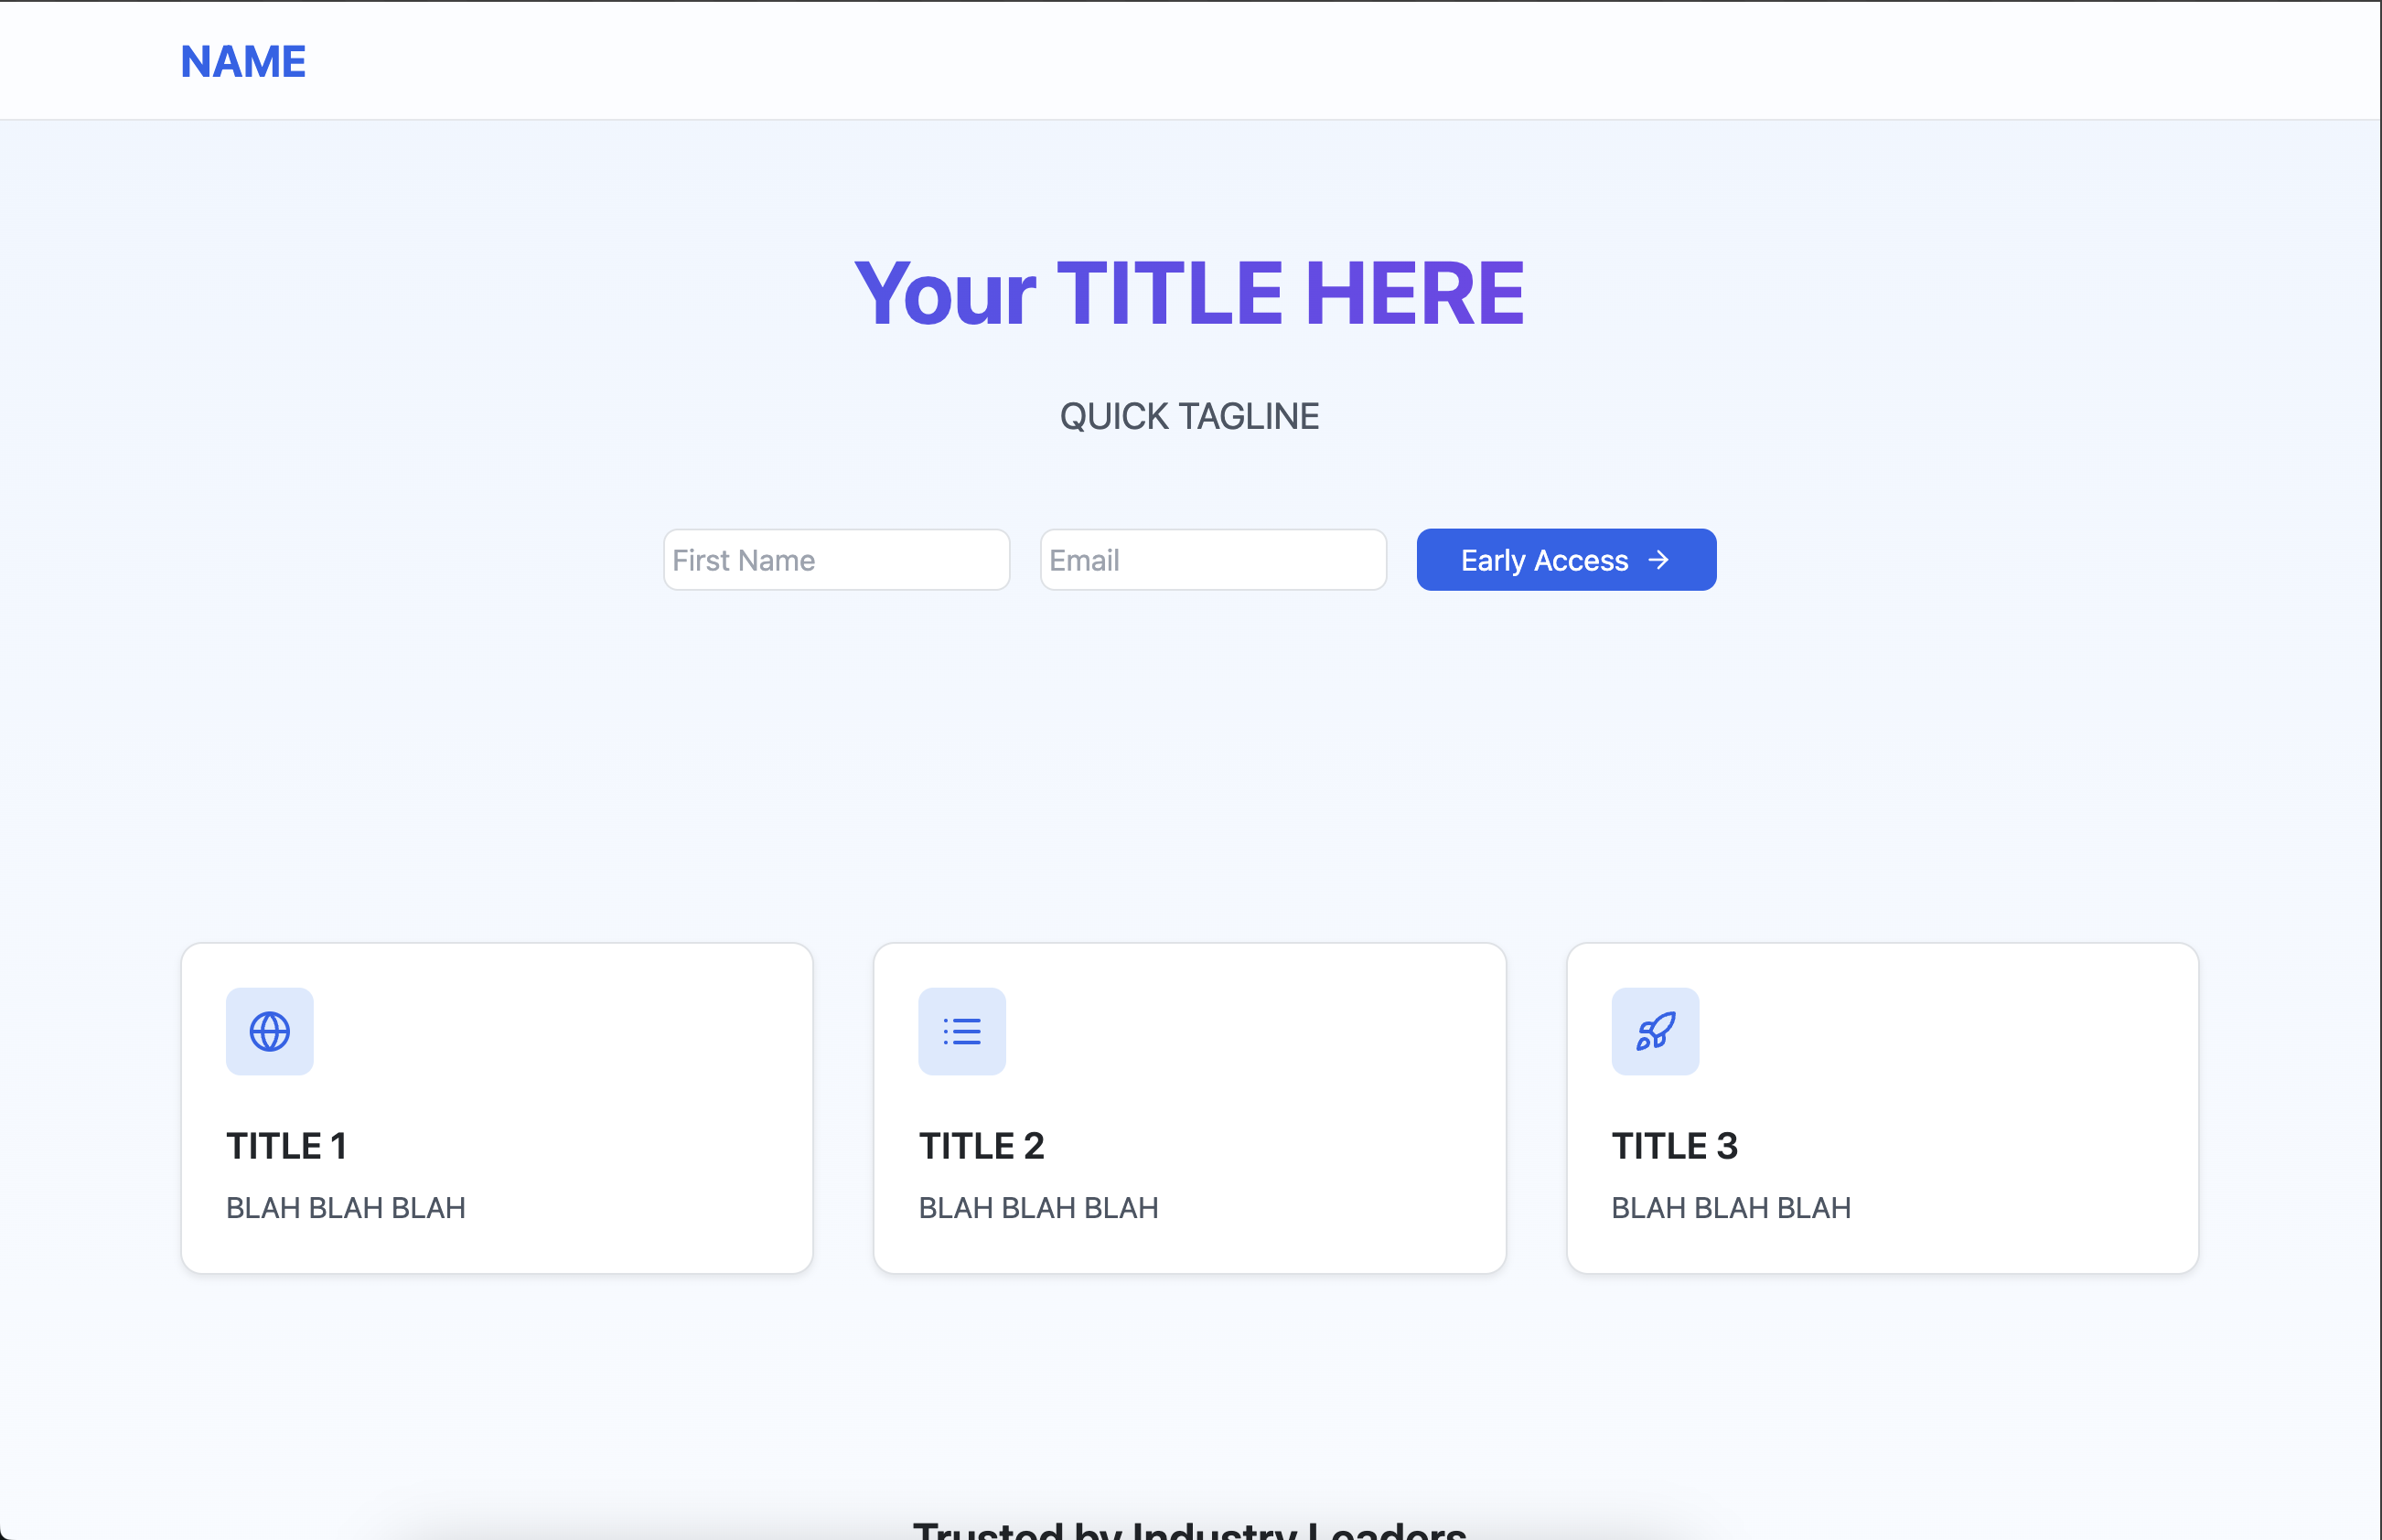 NAME
Your TITLE HERE
QUICK TAGLINE
First Name
Email
Early Access
TITLE 1
BLAH BLAH BLAH
TITLE 2
BLAH BLAH BLAH
TITLE 3
BLAH BLAH BLAH
Trusted by Industry Leaders